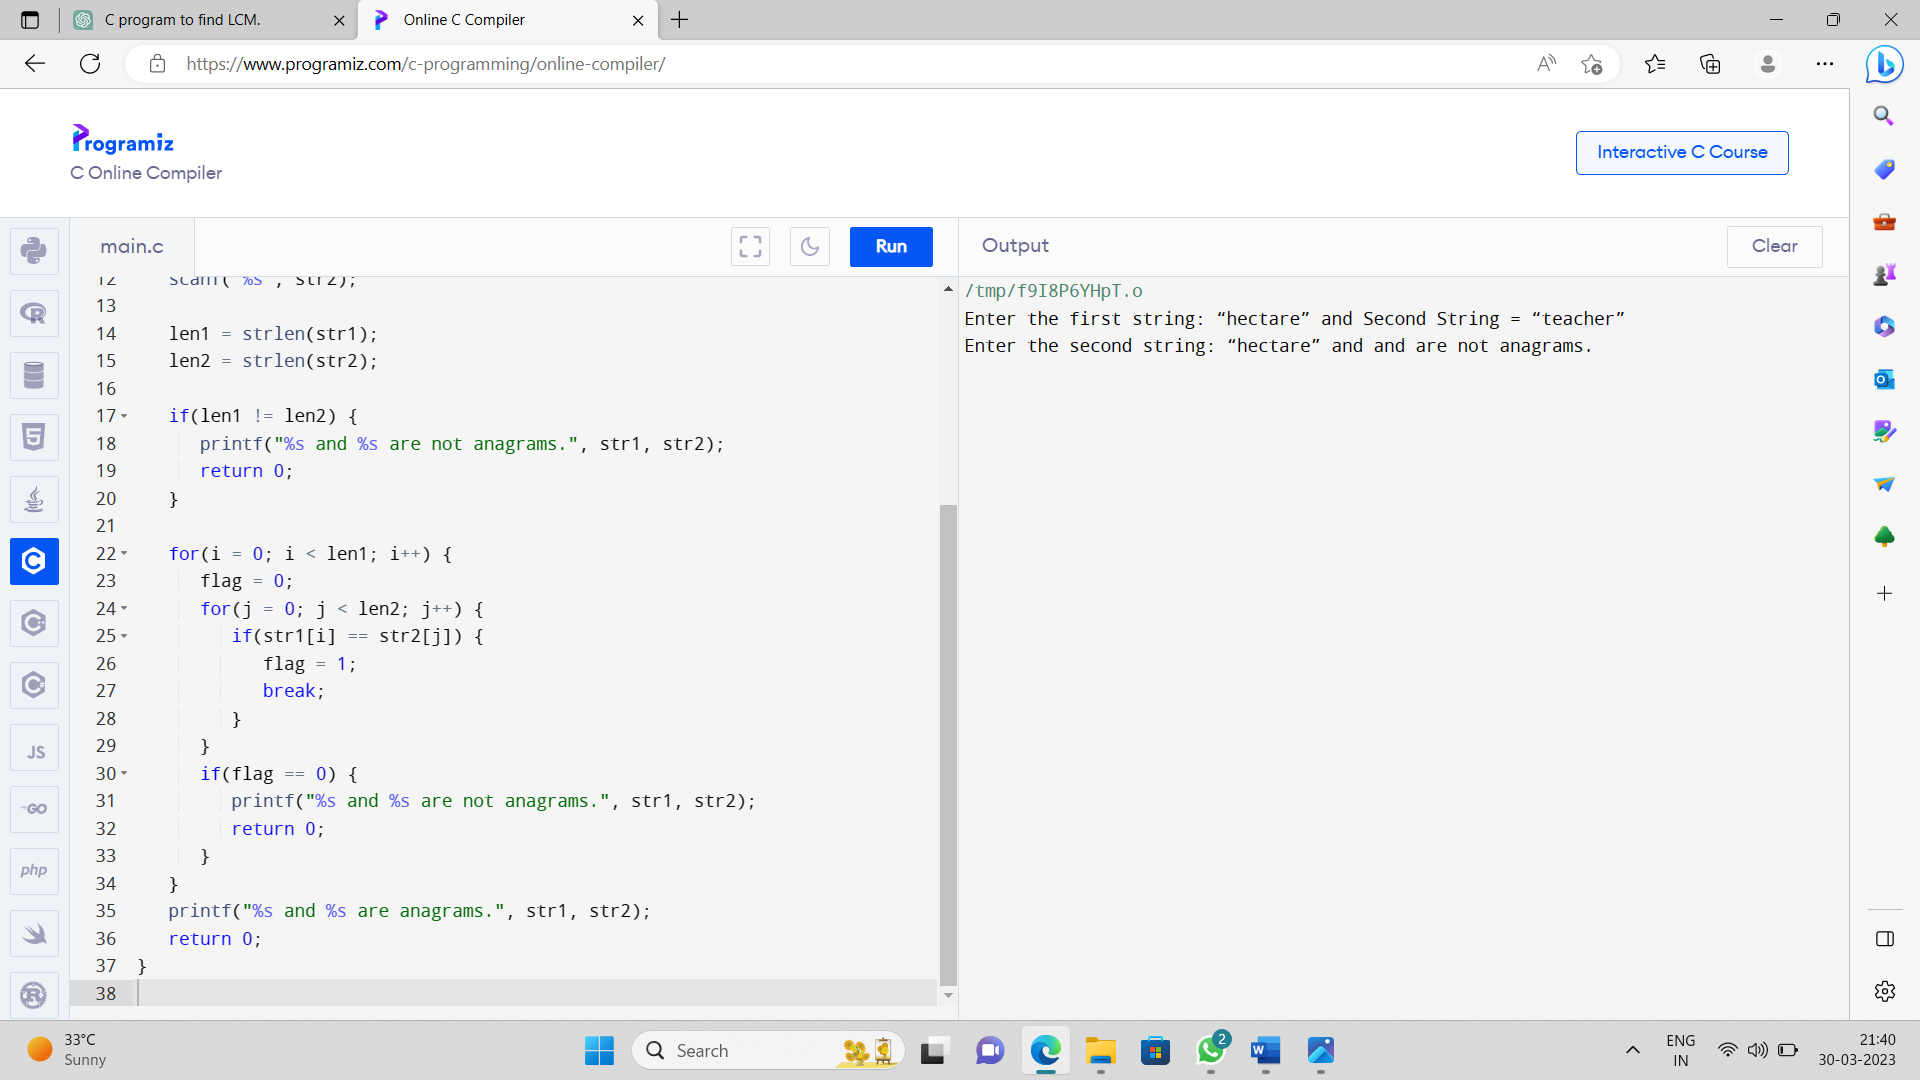 C program to find LCM.
Online C Compiler
https://www.programiz.com/c-programming/online-compiler/
Programiz
C Online Compiler
Interactive C Course
main.c
Run
Output
Clear
12 scanf("%s", str2);
13
14 len1 = strlen(str1);
15 len2 = strlen(str2);
16
17 if(len1 != len2) {
18 printf("%s and %s are not anagrams.", str1, str2);
19 return 0;
20 }
21
22 for(i = 0; i < len1; i++) {
23 flag = 0;
24 for(j = 0; j < len2; j++) {
25 if(str1[i] == str2[j]) {
26 flag = 1;
27 break;
28 }
29 }
30 if(flag == 0) {
31 printf("%s and %s are not anagrams.", str1, str2);
32 return 0;
33 }
34 }
35 printf("%s and %s are anagrams.", str1, str2);
36 return 0;
37 }
38
/tmp/f9I8P6YHpT.o
Enter the first string: “hectare” and Second String = “teacher”
Enter the second string: “hectare” and and are not anagrams.
JS
GO
php
33°C
Sunny
Search
2
ENG
IN
21:40
30-03-2023